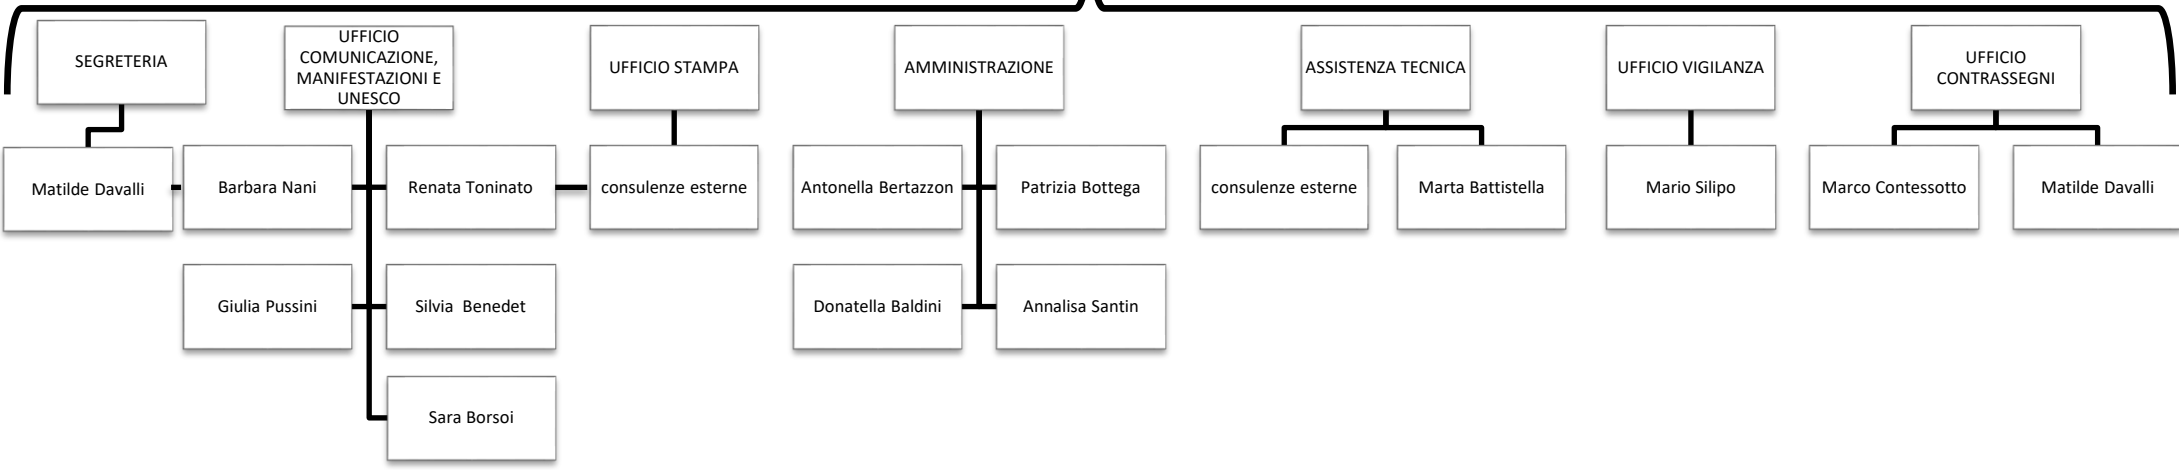 SEGRETERIA
UFFICIO
COMUNICAZIONE,
MANIFESTAZIONI E
UNESCO
UFFICIO STAMPA
AMMINISTRAZIONE
ASSISTENZA TECNICA
UFFICIO VIGILANZA
UFFICIO
CONTRASSEGNI
Matilde Davalli
Barbara Nani
Renata Toninato
consulenze esterne
Antonella Bertazzon
Patrizia Bottega
consulenze esterne
Marta Battistella
Mario Silipo
Marco Contessotto
Matilde Davalli
Giulia Pussini
Silvia  Benedet
Donatella Baldini
Annalisa Santin
Sara Borsoi